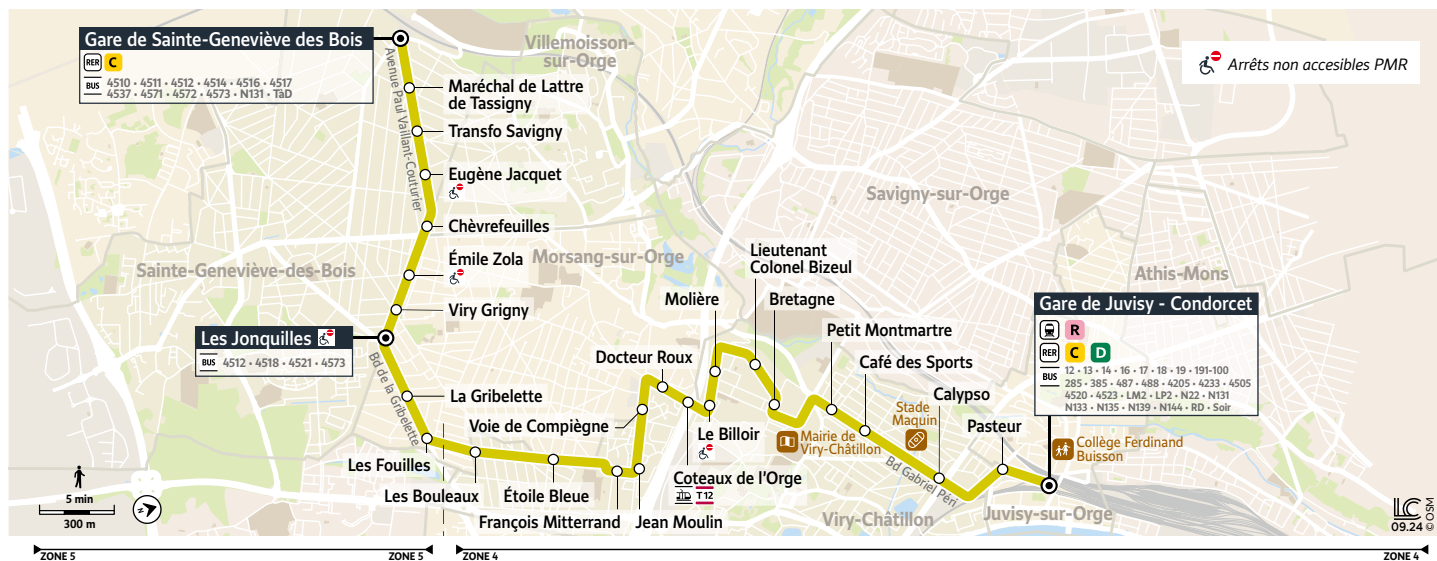 Gare de Sainte-Geneviève des Bois
RER C
BUS 4510 • 4511 • 4512 • 4514 • 4516 • 4517
4537 • 4571 • 4572 • 4573 • N131 • TàD
Avenue Paul Vaillant-Couturier
Villemoisson-
sur-Orge
Arrêts non accesibles PMR
Maréchal de Lattre
de Tassigny
Transfo Savigny
Eugène Jacquet
Chèvrefeuilles
Émile Zola
Viry Grigny
Sainte-Geneviève-des-Bois
Morsang-sur-Orge
Savigny-sur-Orge
Athis-Mons
Les Jonquilles
BUS 4512 • 4518 • 4521 • 4573
Bd de la Gribelette
La Gribelette
Les Fouilles
Les Bouleaux
Étoile Bleue
François Mitterrand
Jean Moulin
Voie de Compiègne
Docteur Roux
Coteaux de l'Orge
T12
Le Billoir
Molière
Lieutenant
Colonel Bizeul
Bretagne
Mairie de
Viry-Châtillon
Petit Montmartre
Café des Sports
Stade
Maquin
Calypso
Bd Gabriel Péri
Pasteur
Viry-Châtillon
Juvisy-sur-Orge
Gare de Juvisy - Condorcet
R
RER C D
BUS 12 • 13 • 14 • 16 • 17 • 18 • 19 • 191-100
285 • 385 • 487 • 488 • 4205 • 4233 • 4505
4520 • 4523 • LM2 • LP2 • N22 • N131
N133 • N135 • N139 • N144 • RD • Soir
Collège Ferdinand
Buisson
5 min
300 m
LC
09.24 © OSM
ZONE 5
ZONE 5
ZONE 4
ZONE 4